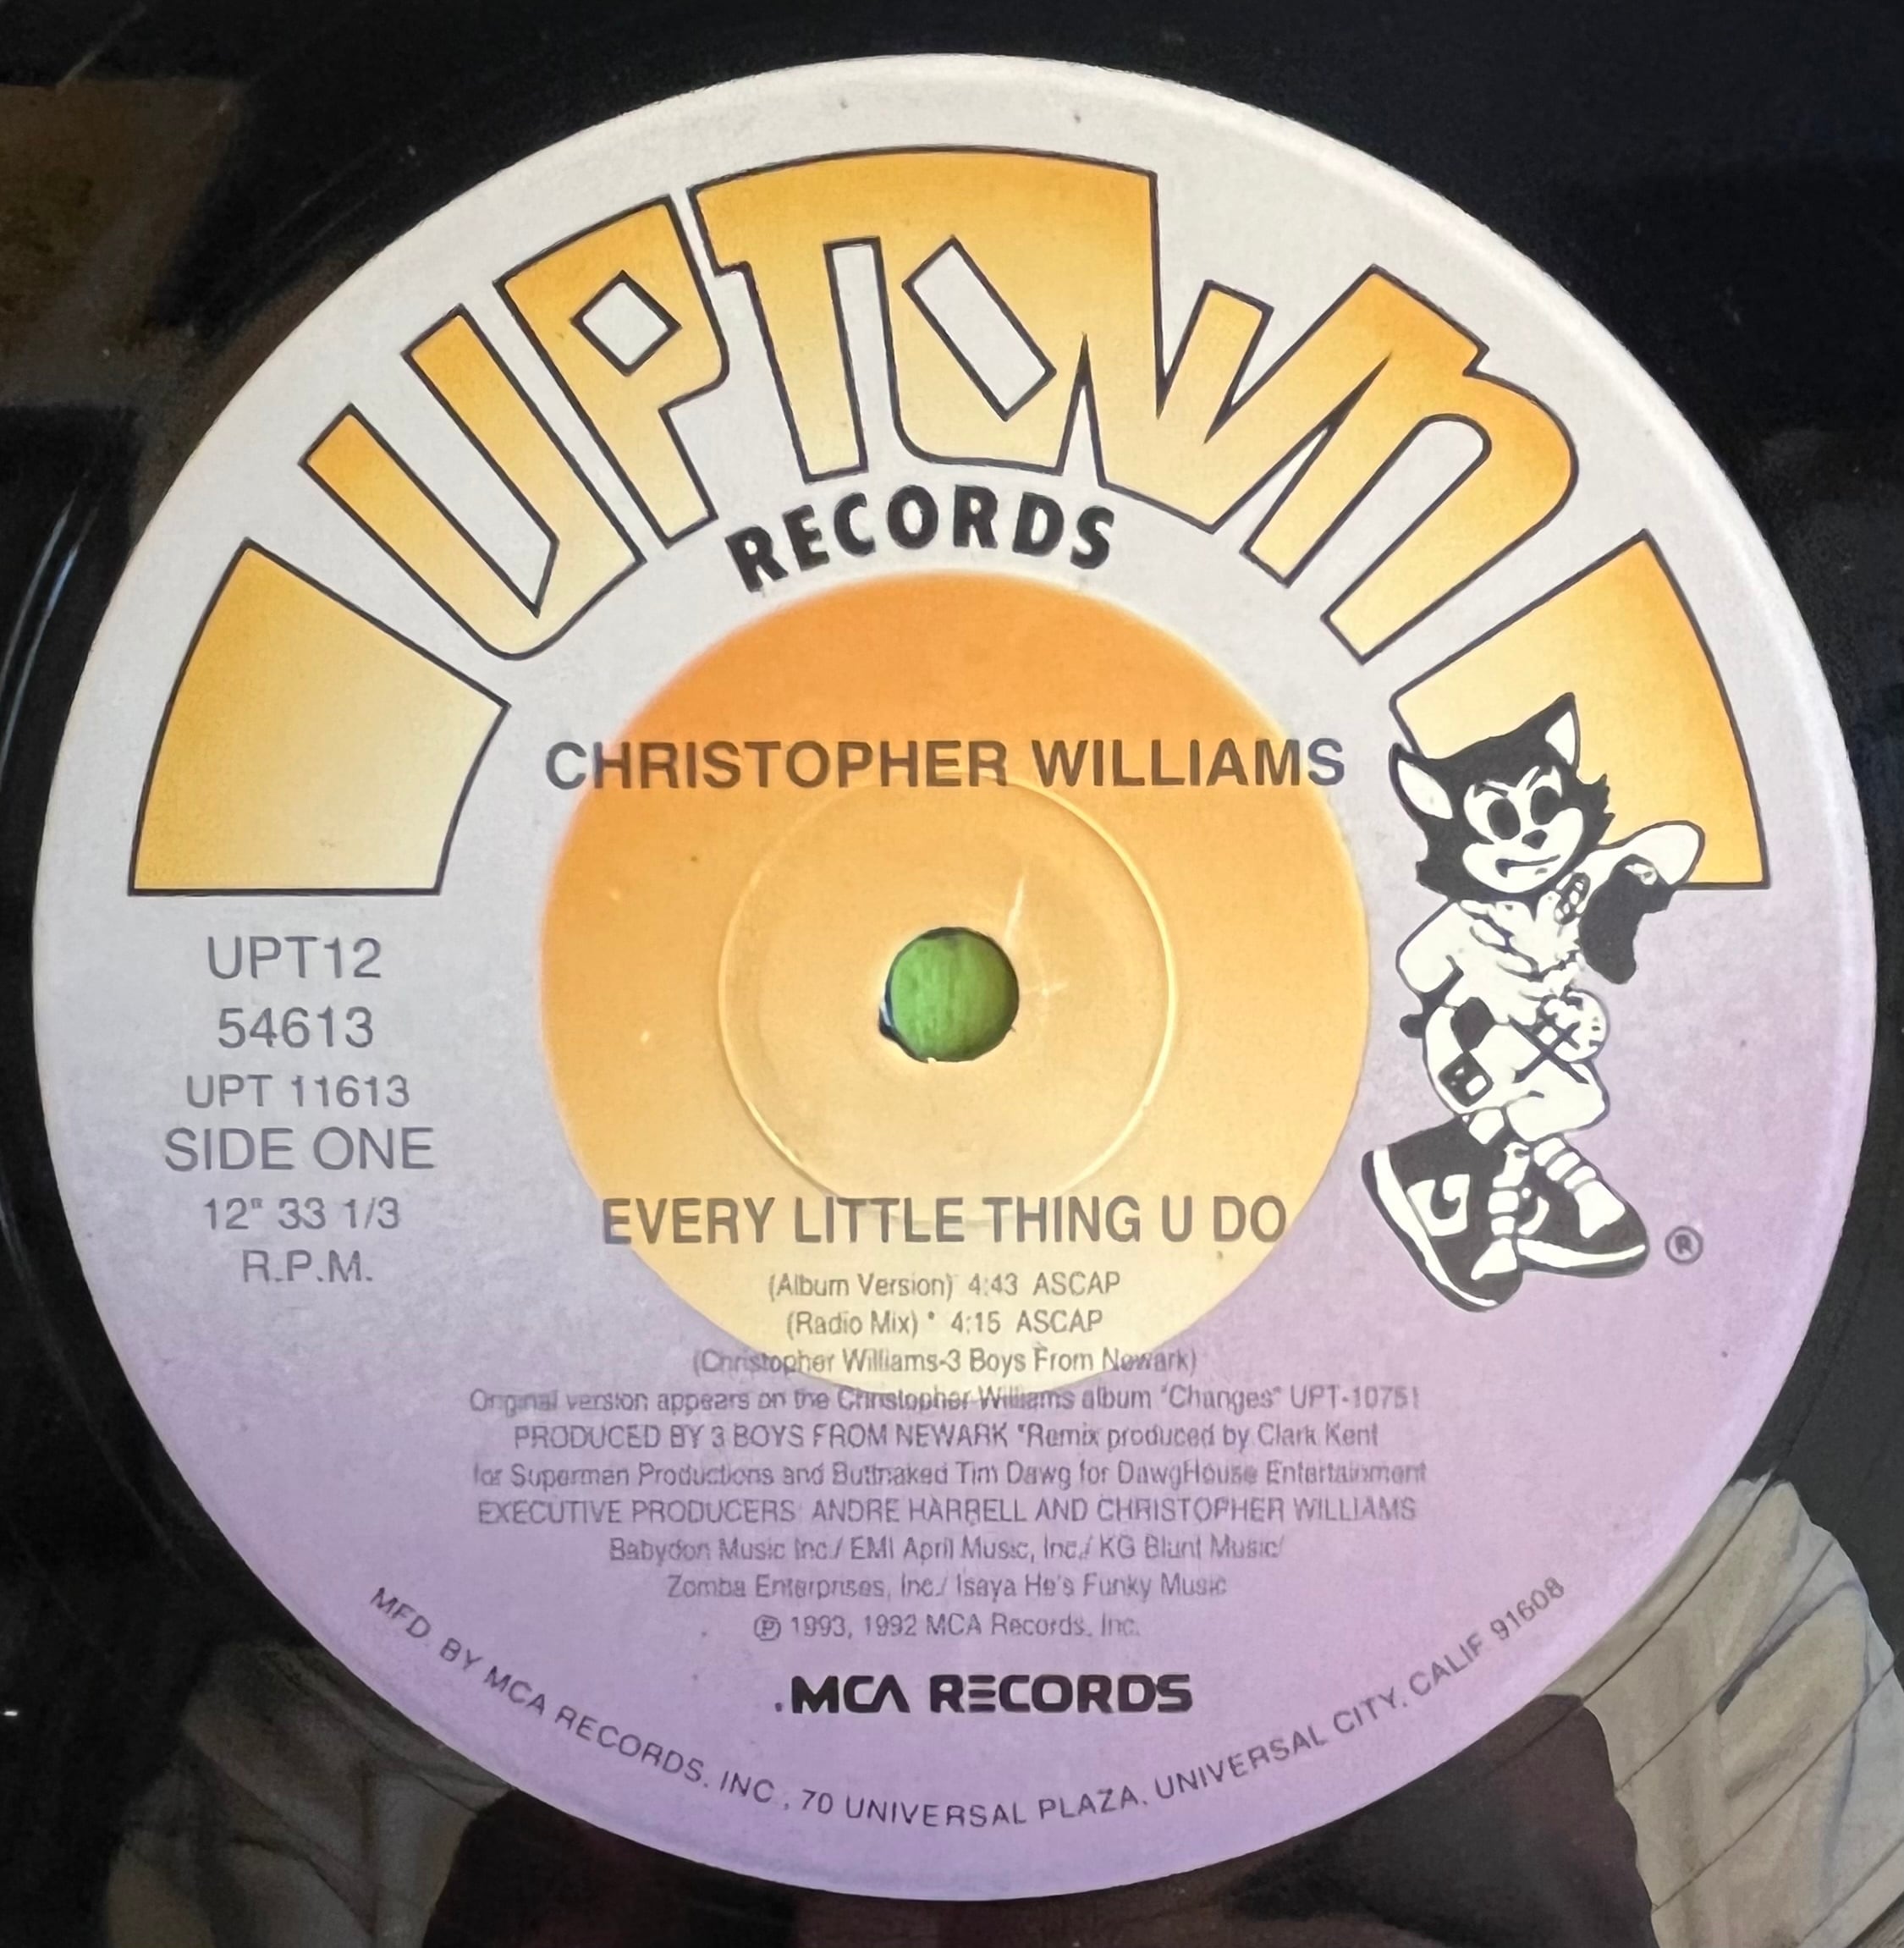 UPTOWN
RECORDS
CHRISTOPHER WILLIAMS
UPT12
54613
UPT 11613
SIDE ONE
12" 33 1/3
R.P.M.
®
EVERY LITTLE THING U DO
(Album Version) 4:43 ASCAP
(Radio Mix) * 4:15 ASCAP
(Christopher Williams-3 Boys From Newark)
Original version appears on the Christopher Williams album "Changes" UPT-10751
PRODUCED BY 3 BOYS FROM NEWARK *Remix produced by Clark Kent
for Supermen Productions and Buttnaked Tim Dawg for DawgHouse Entertainment
EXECUTIVE PRODUCERS: ANDRE HARRELL AND CHRISTOPHER WILLIAMS
Babydon Music Inc./ EMI April Music, Inc./ KG Blunt Music/
Zomba Enterprises, Inc./ Isaya He's Funky Music
℗ 1993, 1992 MCA Records, Inc.
.MCA RECORDS
MFD. BY MCA RECORDS, INC., 70 UNIVERSAL PLAZA, UNIVERSAL CITY, CALIF 91608